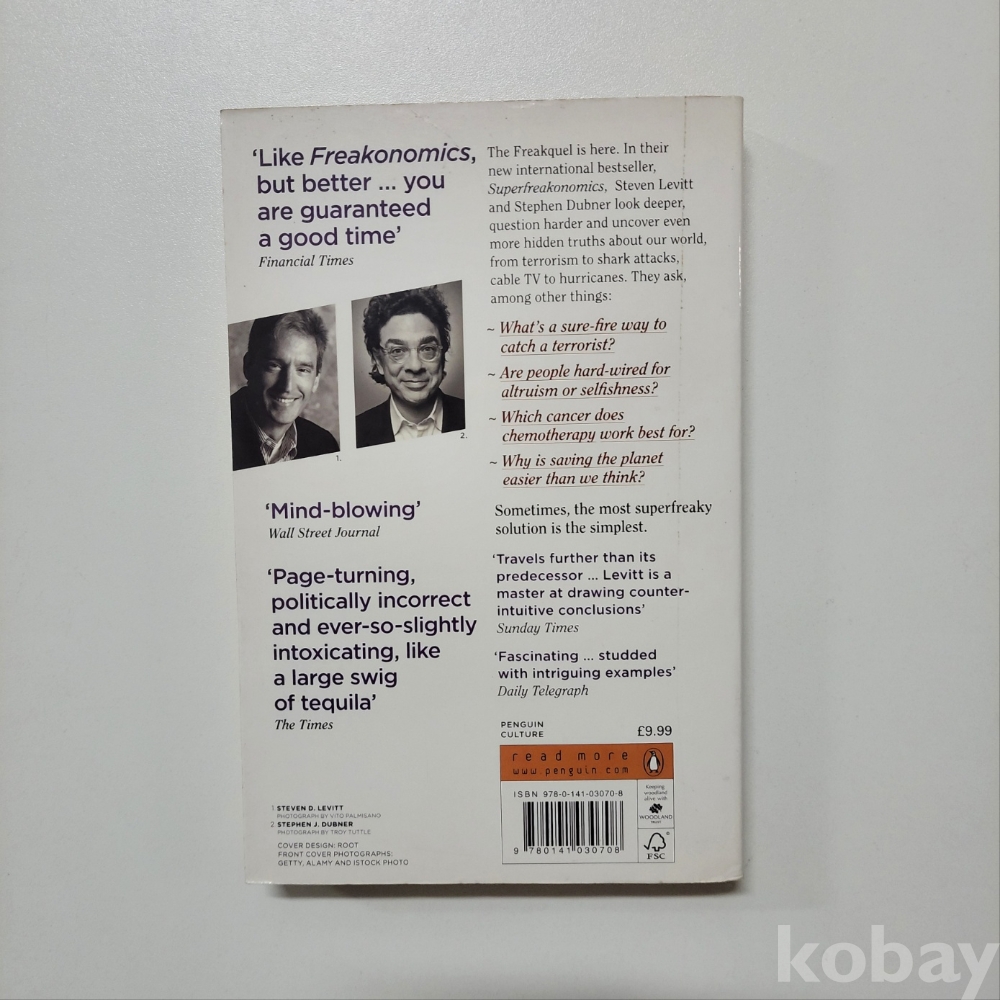 ‘Like Freakonomics,
but better ... you
are guaranteed
a good time’
Financial Times
1.
2.
‘Mind-blowing’
Wall Street Journal
‘Page-turning,
politically incorrect
and ever-so-slightly
intoxicating, like
a large swig
of tequila’
The Times
1 STEVEN D. LEVITT
PHOTOGRAPH BY VITO PALMISANO
2 STEPHEN J. DUBNER
PHOTOGRAPH BY TROY TUTTLE
COVER DESIGN: ROOT
FRONT COVER PHOTOGRAPHS:
GETTY, ALAMY AND ISTOCK PHOTO
The Freakquel is here. In their
new international bestseller,
Superfreakonomics, Steven Levitt
and Stephen Dubner look deeper,
question harder and uncover even
more hidden truths about our world,
from terrorism to shark attacks,
cable TV to hurricanes. They ask,
among other things:
~ What’s a sure-fire way to
catch a terrorist?
~ Are people hard-wired for
altruism or selfishness?
~ Which cancer does
chemotherapy work best for?
~ Why is saving the planet
easier than we think?
Sometimes, the most superfreaky
solution is the simplest.
‘Travels further than its
predecessor ... Levitt is a
master at drawing counter-
intuitive conclusions’
Sunday Times
‘Fascinating ... studded
with intriguing examples’
Daily Telegraph
PENGUIN
CULTURE
£9.99
read more
www.penguin.com
ISBN 978-0-141-03070-8
9 780141 030708
Keeping
woodland
alive with
WOODLAND
TRUST
FSC
kobay